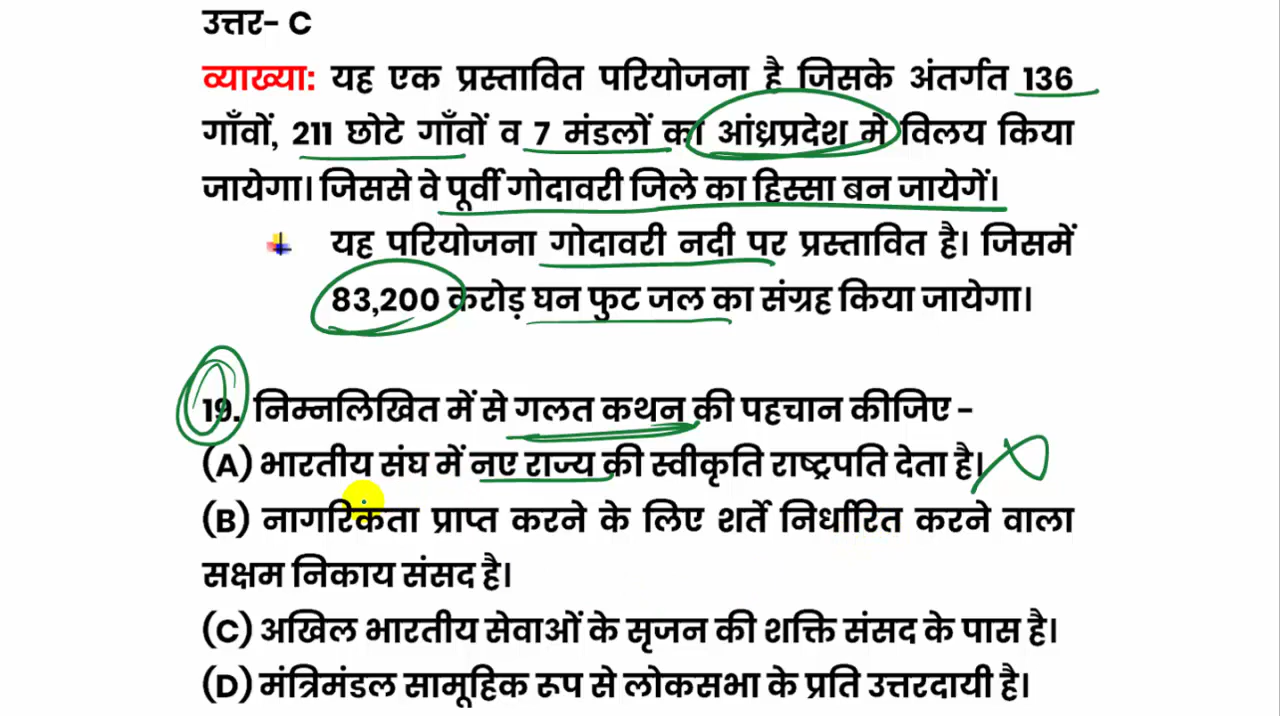 उत्तर- C
व्याख्या: यह एक प्रस्तावित परियोजना है जिसके अंतर्गत 136
गाँवों, 211 छोटे गाँवों व 7 मंडलों का आंध्रप्रदेश में विलय किया
जायेगा। जिससे वे पूर्वी गोदावरी जिले का हिस्सा बन जायेगें।
यह परियोजना गोदावरी नदी पर प्रस्तावित है। जिसमें
83,200 करोड़ घन फुट जल का संग्रह किया जायेगा।
19. निम्नलिखित में से गलत कथन की पहचान कीजिए -
(A) भारतीय संघ में नए राज्य की स्वीकृति राष्ट्रपति देता है।
(B) नागरिकता प्राप्त करने के लिए शर्ते निर्धारित करने वाला
सक्षम निकाय संसद है।
(C) अखिल भारतीय सेवाओं के सृजन की शक्ति संसद के पास है।
(D) मंत्रिमंडल सामूहिक रूप से लोकसभा के प्रति उत्तरदायी है।